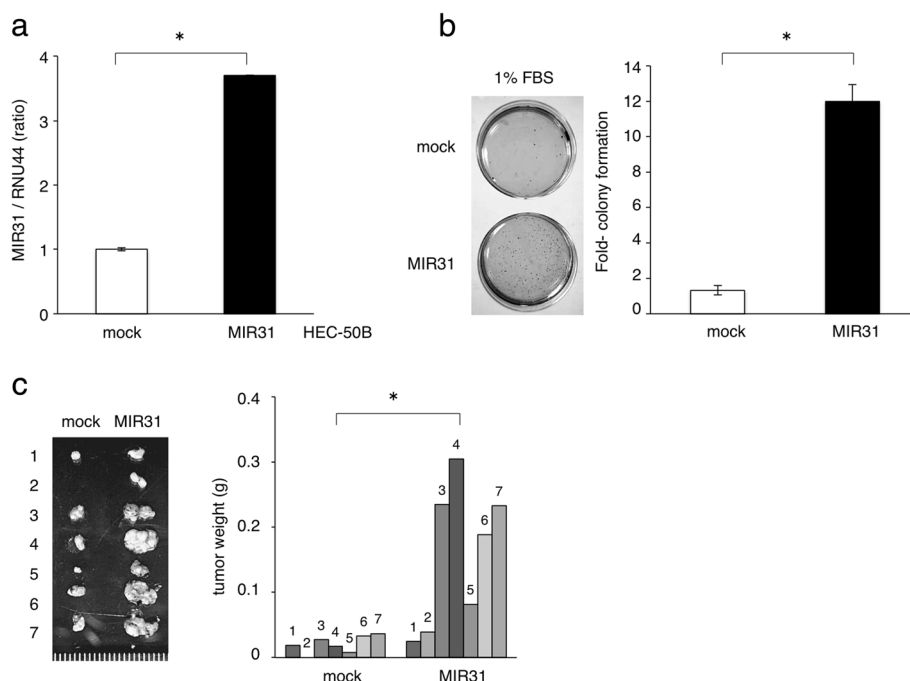 a
*
MIR31 / RNU44 (ratio)
4
3
2
1
0
mock MIR31 HEC-50B
b
*
1% FBS
mock
MIR31
Fold- colony formation
14
12
10
8
6
4
2
0
mock MIR31
c
mock MIR31
1
2
3
4
5
6
7
*
tumor weight (g)
0.4
0.3
0.2
0.1
0
1 2 3 4 5 6 7
1 2 3 4 5 6 7
mock MIR31